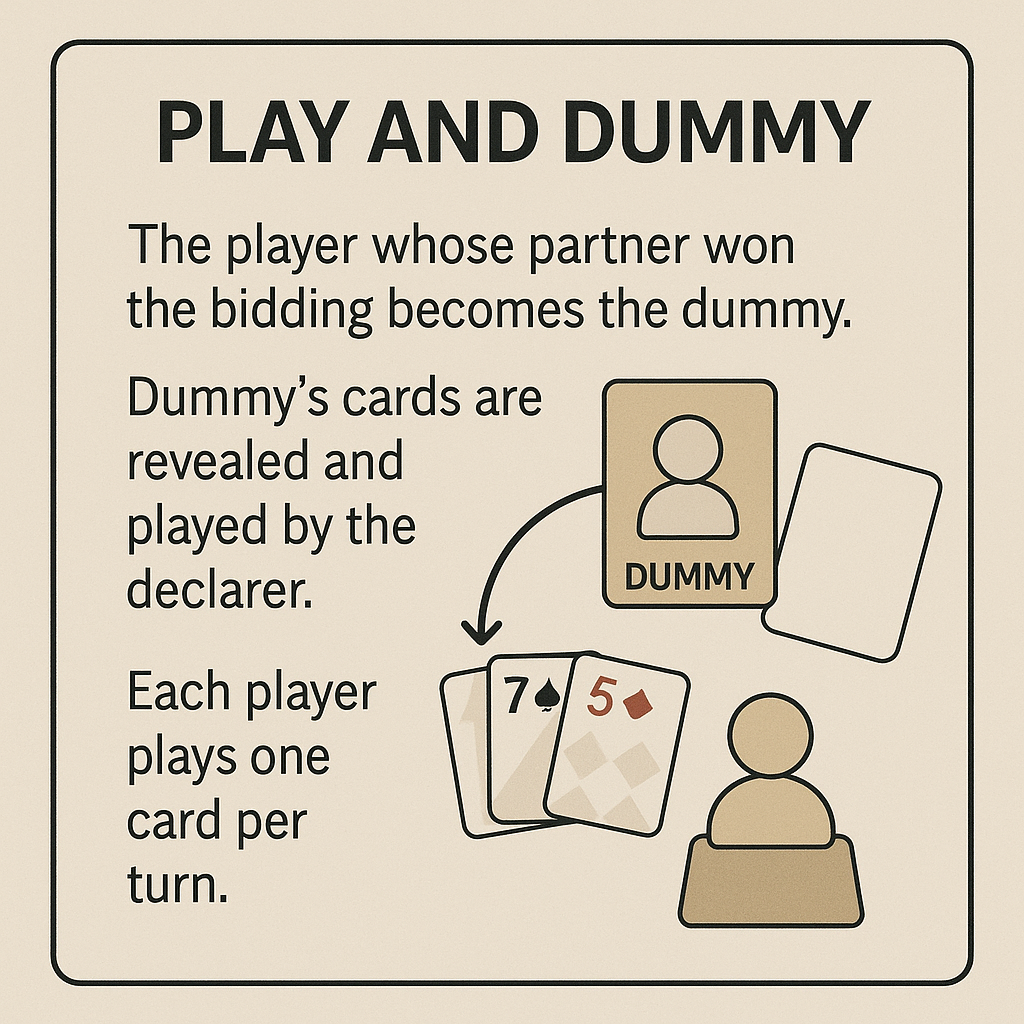 PLAY AND DUMMY
The player whose partner won
the bidding becomes the dummy.
Dummy's cards are
revealed and
played by the
declarer.
DUMMY
7♠
5♦
Each player
plays one
card per
turn.